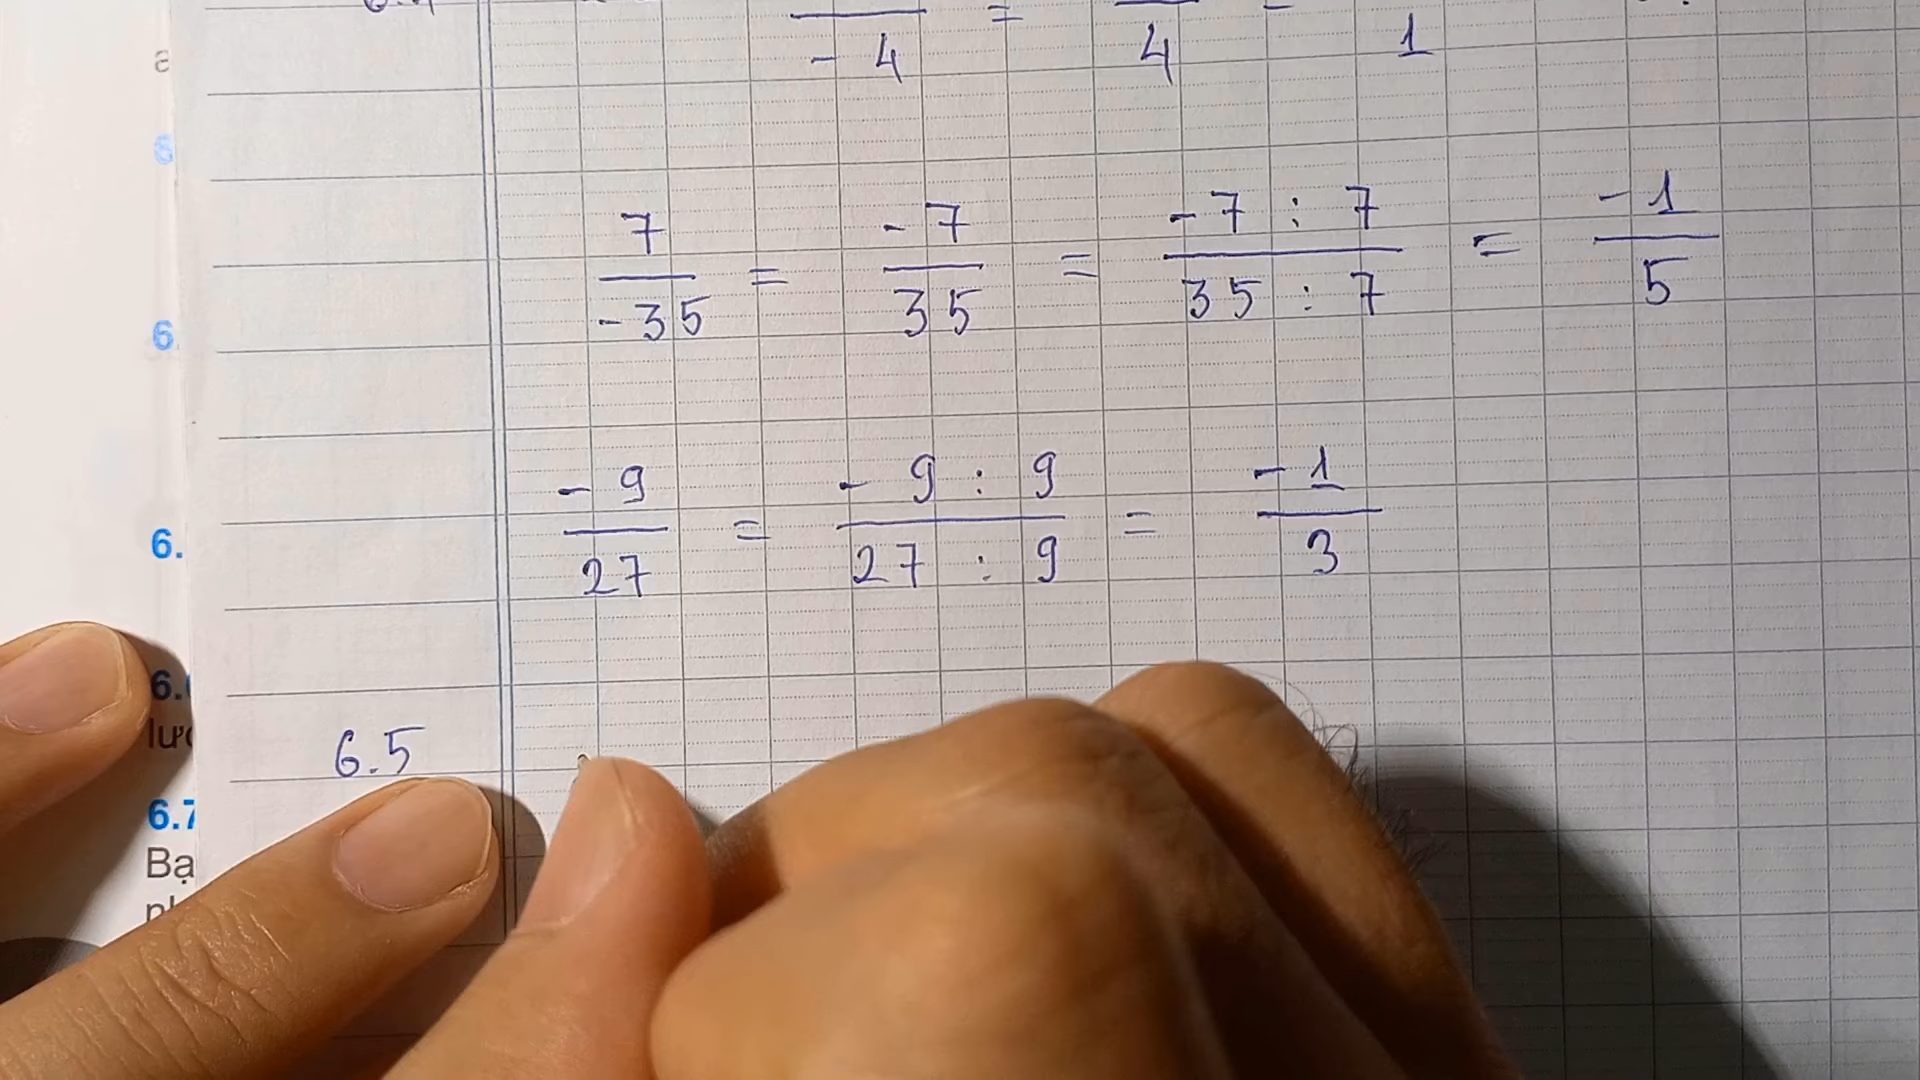 -4 = 4 = 1
7/-35 = -7/35 = -7 : 7/35 : 7 = -1/5
-9/27 = -9 : 9/27 : 9 = -1/3
6.5
6.
6.
6.
lượ
6.7
Bạ